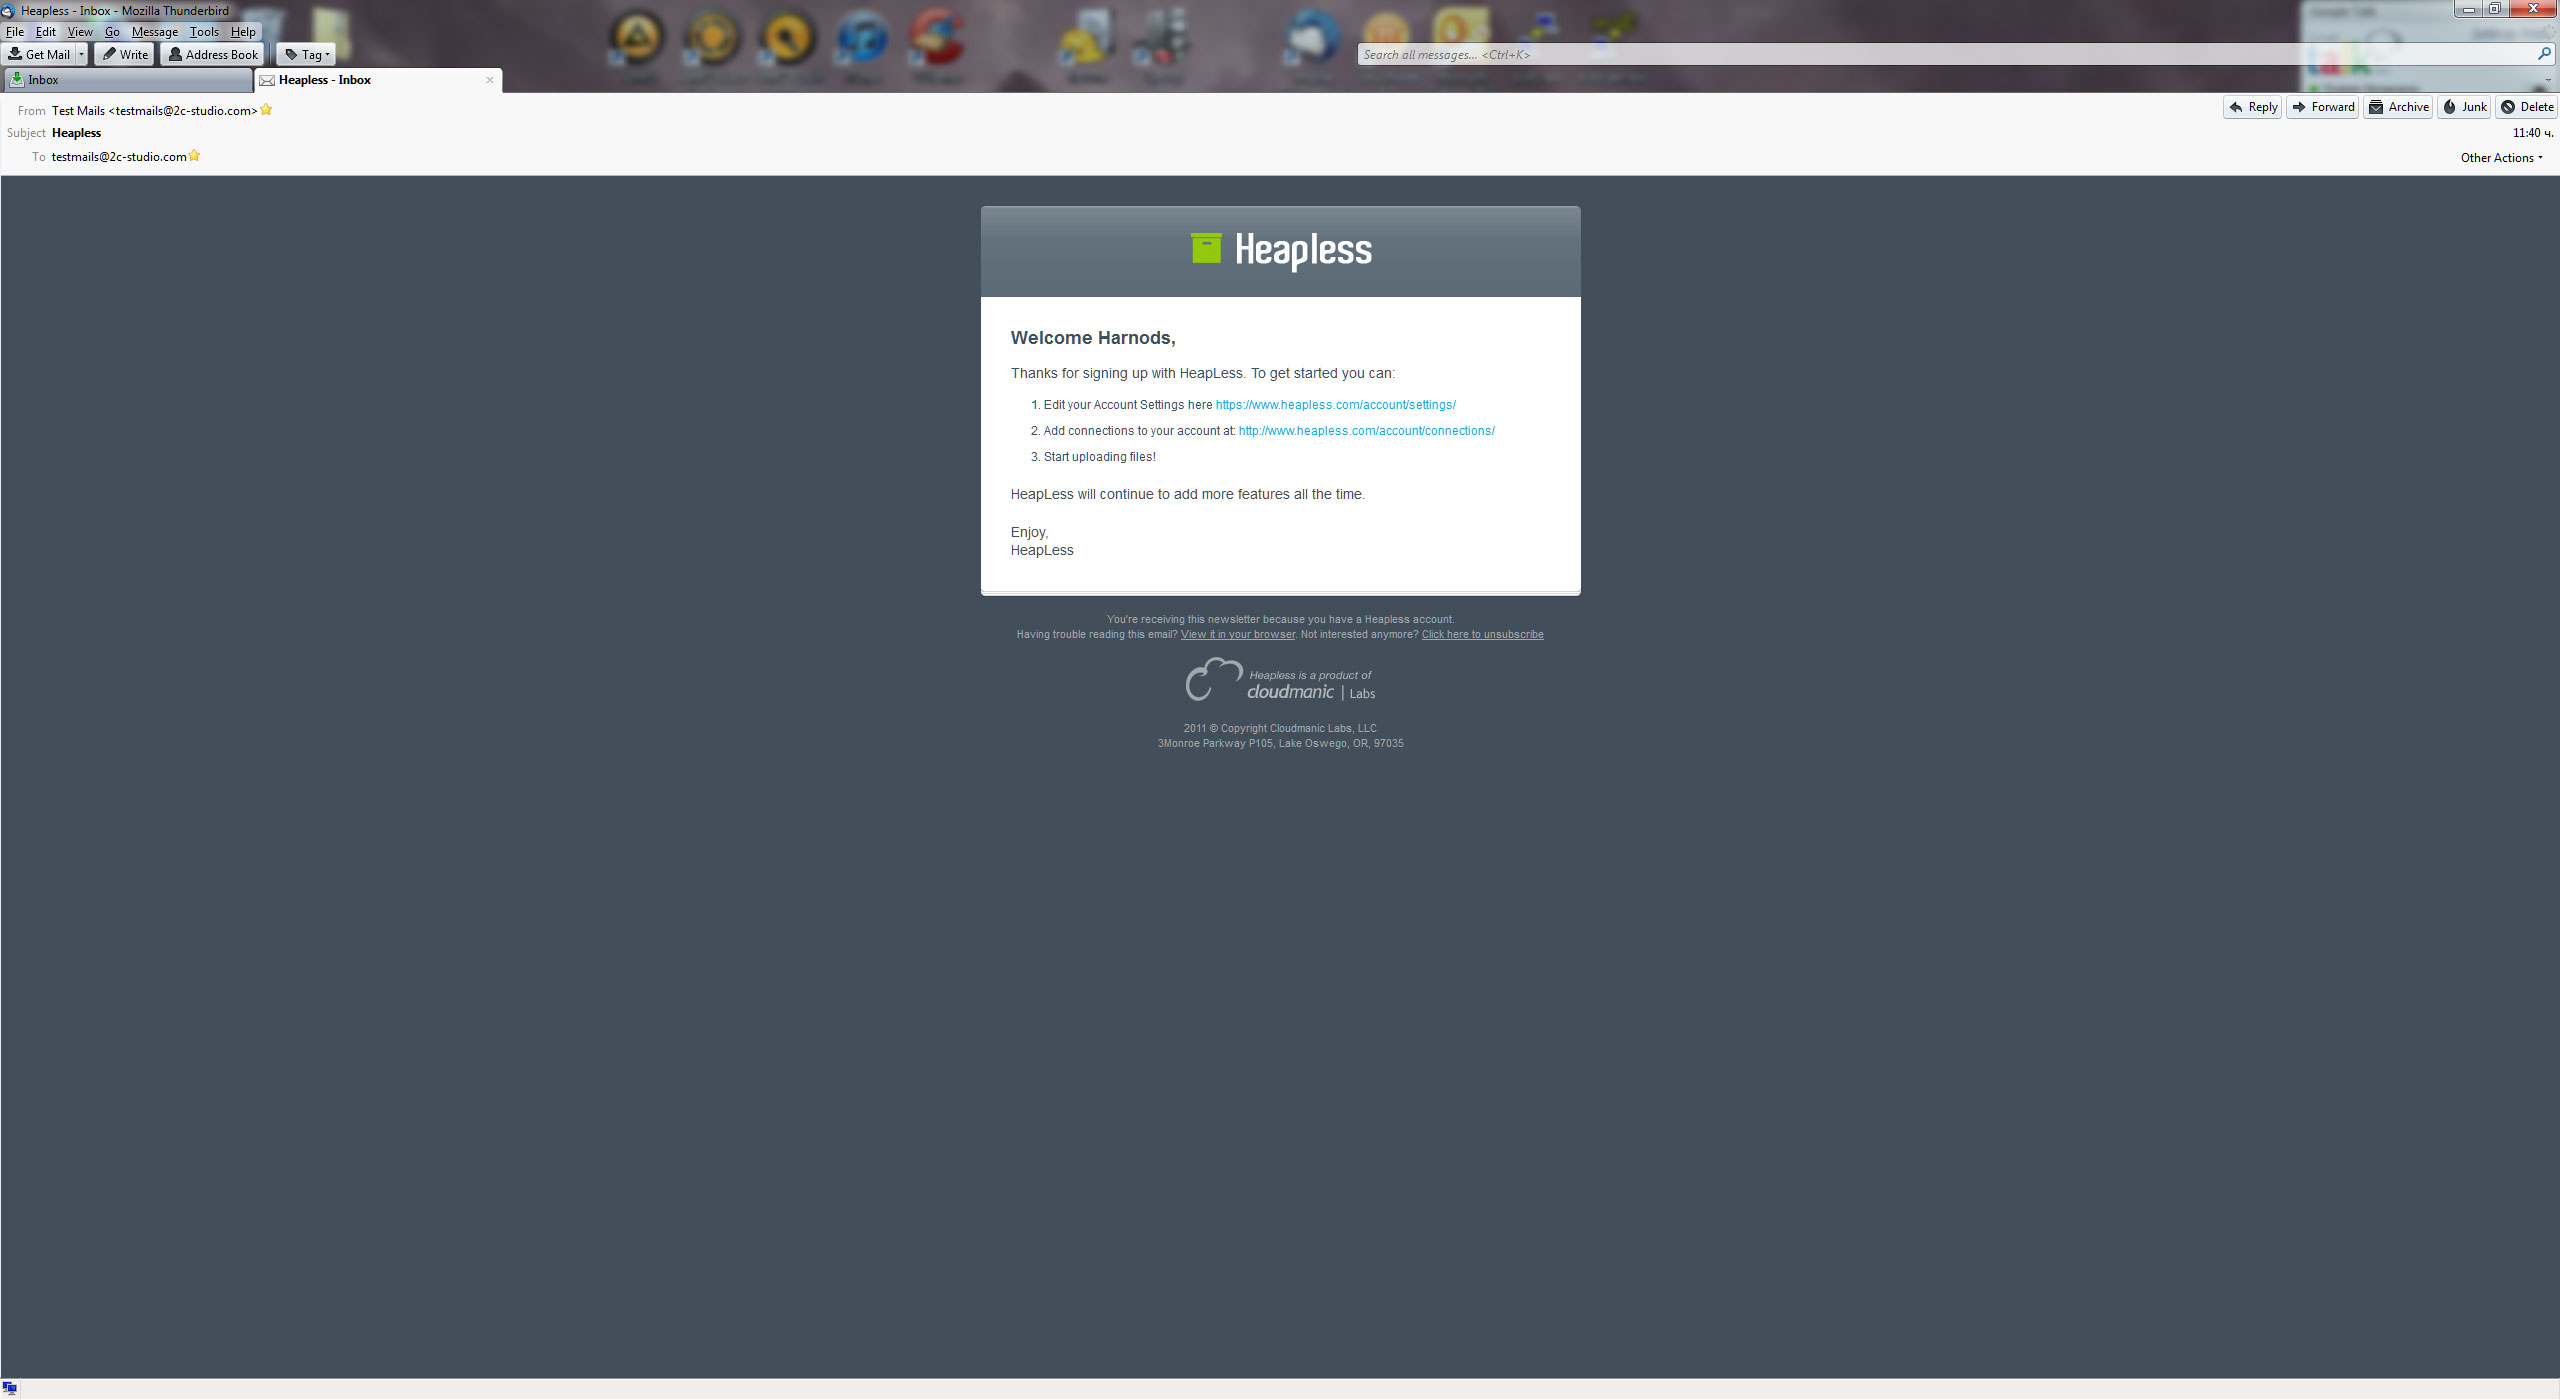 Heapless - Inbox - Mozilla Thunderbird
File Edit View Go Message Tools Help
Get Mail Write Address Book Tag
Search all messages... <Ctrl+K>
Inbox Heapless - Inbox
From Test Mails <testmails@2c-studio.com>
Reply Forward Archive Junk Delete
Subject Heapless
11:40 ч.
To testmails@2c-studio.com
Other Actions
Heapless
Welcome Harnods,
Thanks for signing up with HeapLess. To get started you can:
1. Edit your Account Settings here https://www.heapless.com/account/settings/
2. Add connections to your account at: http://www.heapless.com/account/connections/
3. Start uploading files!
HeapLess will continue to add more features all the time.
Enjoy,
HeapLess
You're receiving this newsletter because you have a Heapless account.
Having trouble reading this email? View it in your browser. Not interested anymore? Click here to unsubscribe
Heapless is a product of
cloudmanic | Labs
2011 © Copyright Cloudmanic Labs, LLC
3Monroe Parkway P105, Lake Oswego, OR, 97035